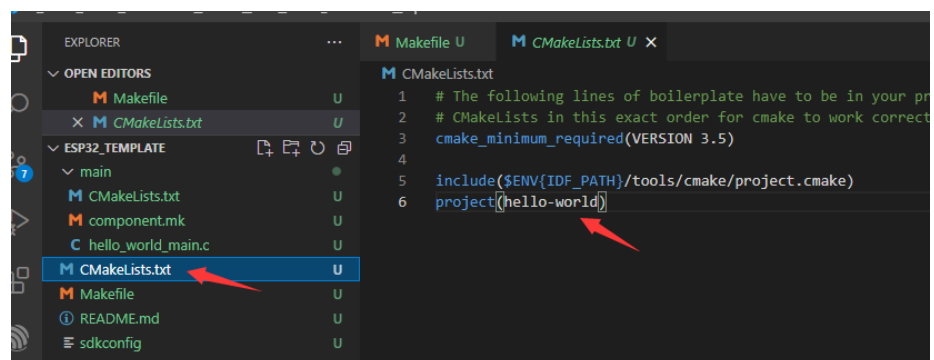 EXPLORER ...
OPEN EDITORS
Makefile U
CMakeLists.txt U
ESP32_TEMPLATE
7
main
CMakeLists.txt U
component.mk U
C hello_world_main.c U
CMakeLists.txt U
Makefile U
README.md U
sdkconfig U
Makefile U CMakeLists.txt U
CMakeLists.txt
1 # The following lines of boilerplate have to be in your pr
2 # CMakeLists in this exact order for cmake to work correct
3 cmake_minimum_required(VERSION 3.5)
4
5 include($ENV{IDF_PATH}/tools/cmake/project.cmake)
6 project(hello-world)